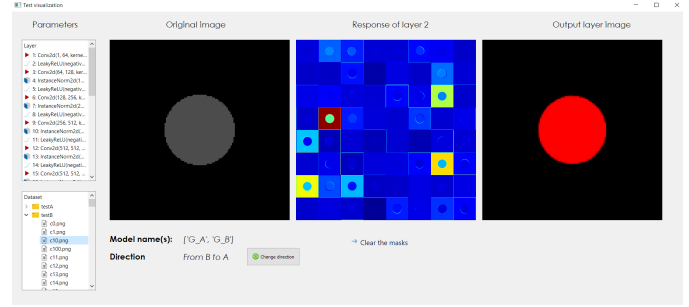 Test visualization
Parameters
Original image
Response of layer 2
Output layer image
Layer
1: Conv2d(1, 64, kerne...
2: LeakyReLU(negativ...
3: Conv2d(64, 128, ker...
4: InstanceNorm2d(1...
5: LeakyReLU(negativ...
6: Conv2d(128, 256, k...
7: InstanceNorm2d(2...
8: LeakyReLU(negativ...
9: Conv2d(256, 512, k...
10: InstanceNorm2d(...
11: LeakyReLU(negati...
12: Conv2d(512, 512, ...
13: InstanceNorm2d(...
14: LeakyReLU(negati...
15: Conv2d(512, 512, ...
Dataset
testA
testB
c0.png
c1.png
c10.png
c100.png
c11.png
c12.png
c13.png
c14.png
Model name(s): ['G_A', 'G_B']
Direction From B to A
Change direction
Clear the masks